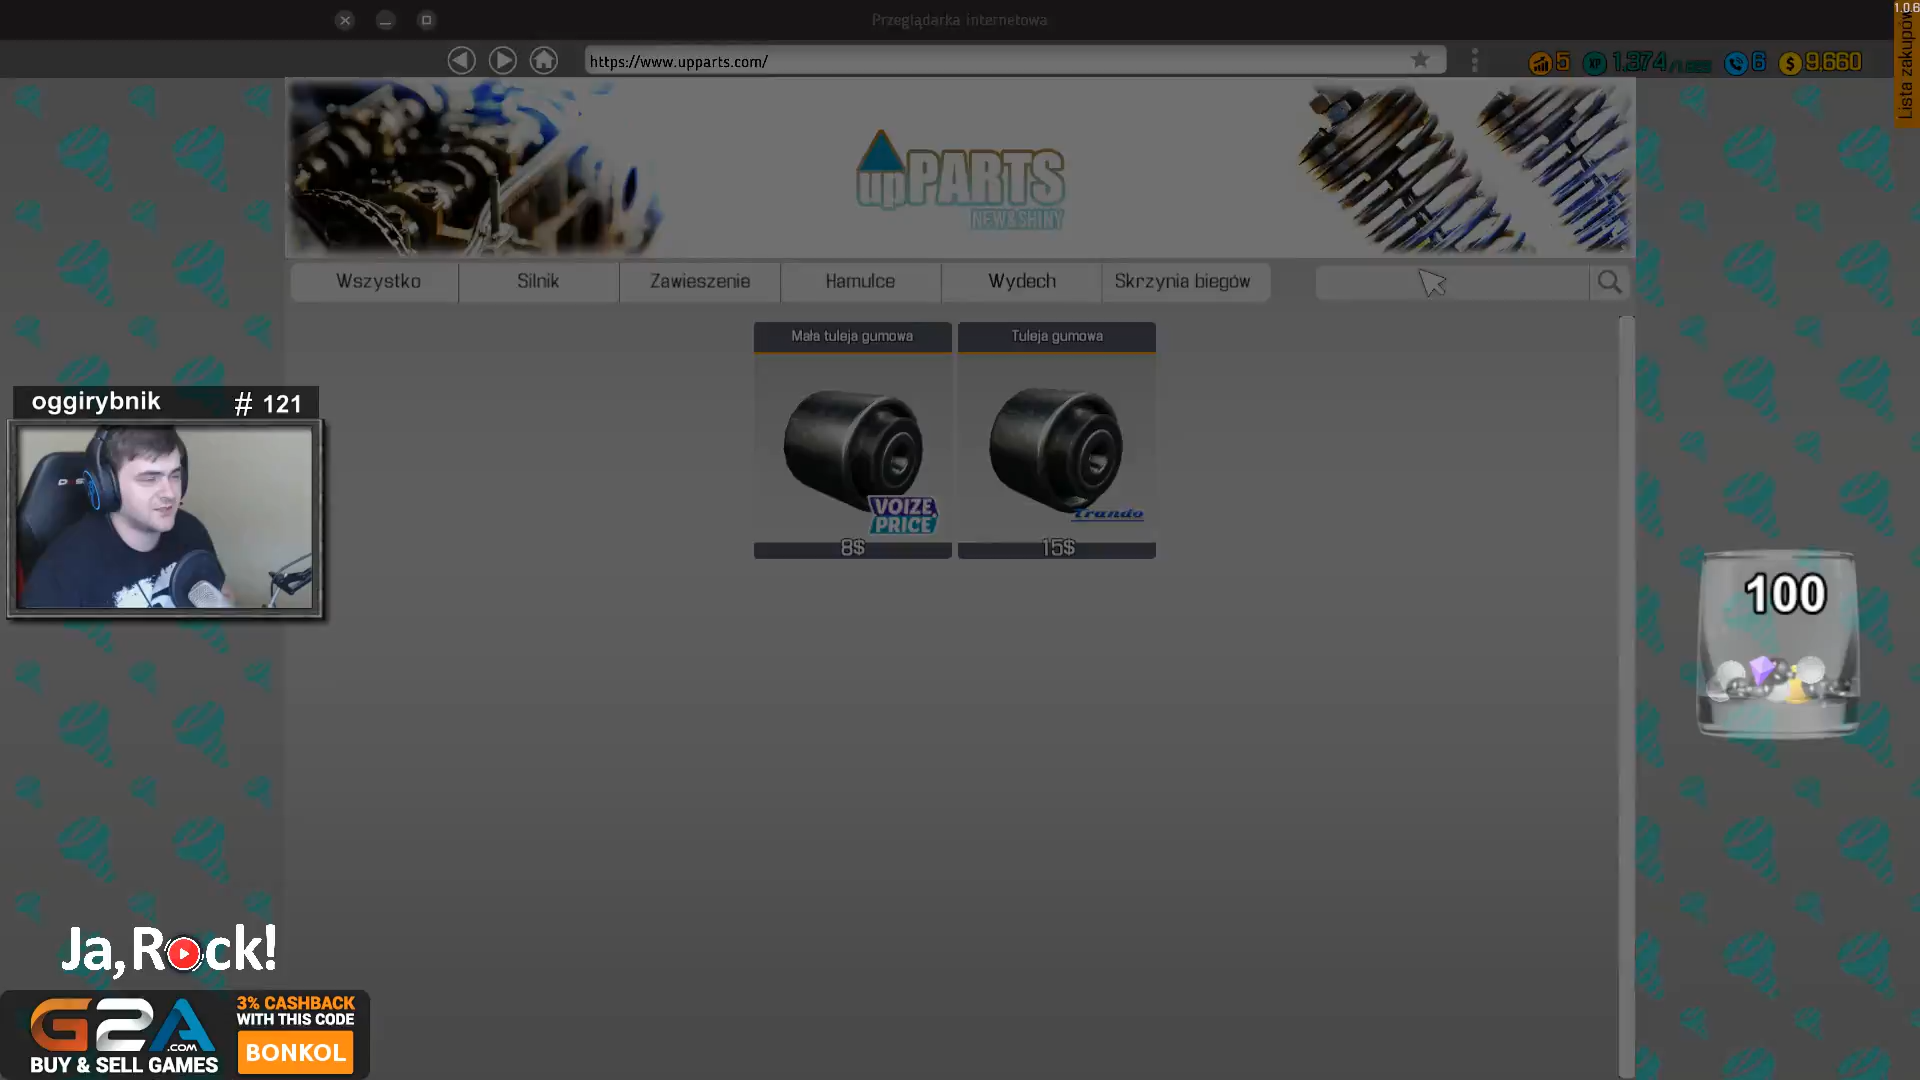 Przeglądarka internetowa
1.0.6
https://www.upparts.com/
5
XP
1,374
6
$
9,660
Lista zakupów
upPARTS
NEW&SHINY
Wszystko
Silnik
Zawieszenie
Hamulce
Wydech
Skrzynia biegów
Mała tuleja gumowa
Tuleja gumowa
VOIZE
PRICE
Trando
8$
15$
oggirybnik
# 121
100
Ja,Rock!
G2A
.COM
BUY & SELL GAMES
3% CASHBACK
WITH THIS CODE
BONKOL